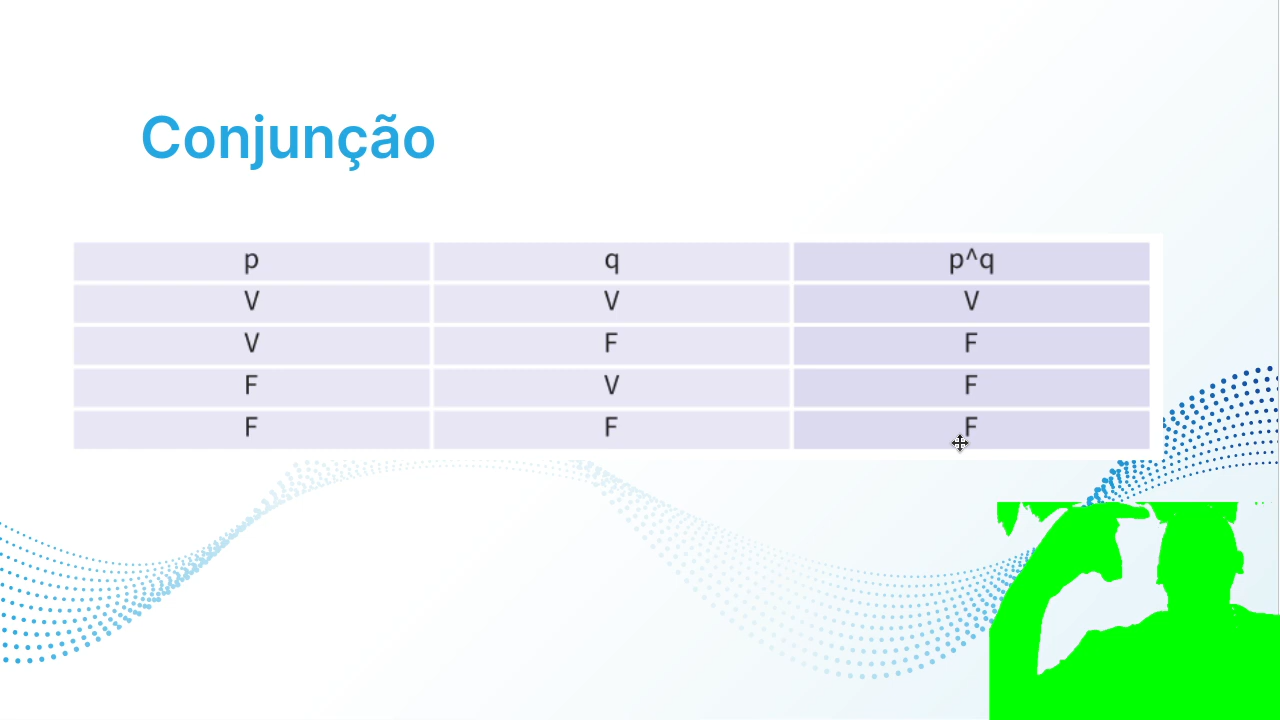 Conjunção
p q p^q
V V V
V F F
F V F
F F F